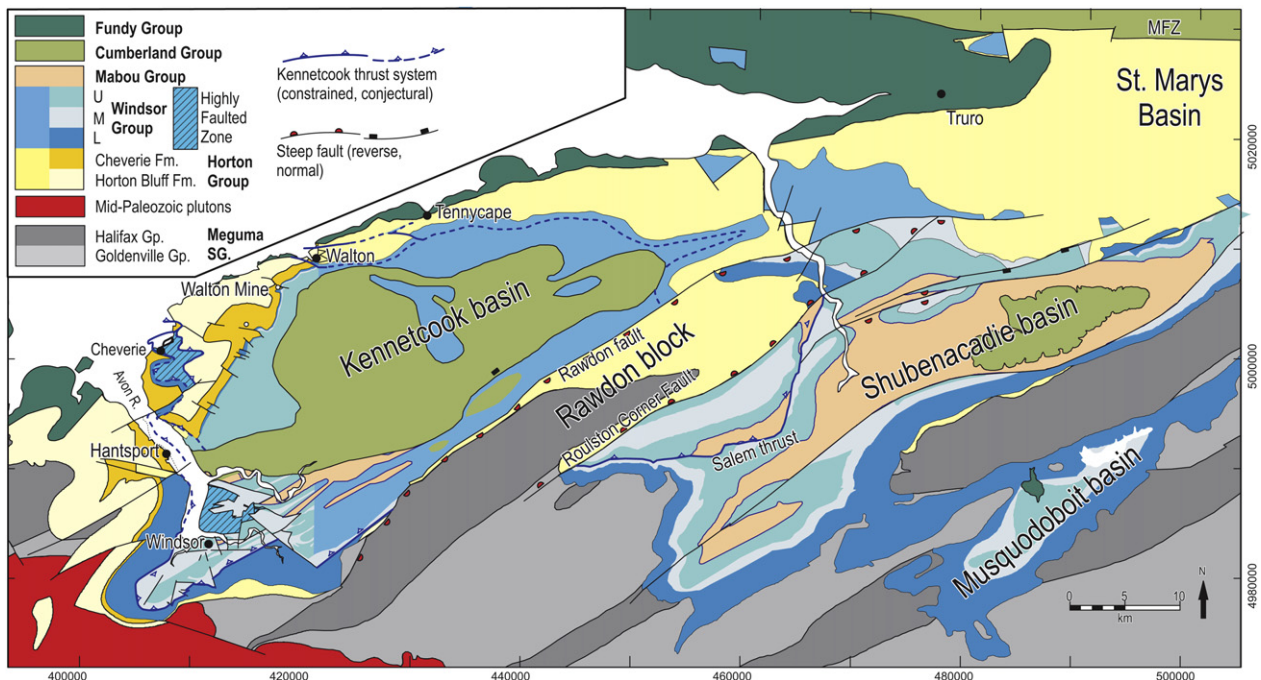 Fundy Group
Cumberland Group
Mabou Group
U
M
L
Windsor
Group
Highly
Faulted
Zone
Cheverie Fm.
Horton Bluff Fm.
Horton
Group
Mid-Paleozoic plutons
Halifax Gp.
Goldenville Gp.
Meguma
SG.
Kennetcook thrust system
(constrained, conjectural)
Steep fault (reverse,
normal)
MFZ
St. Marys
Basin
Truro
Tennycape
Walton
Walton Mine
Kennetcook basin
Cheverie
Avon R.
Rawdon fault
Rawdon block
Shubenacadie basin
Hantsport
Roulston Corner Fault
Salem thrust
Windsor
Musquodoboit basin
N
0 5 10
km
5020000
5000000
4980000
400000 420000 440000 460000 480000 500000